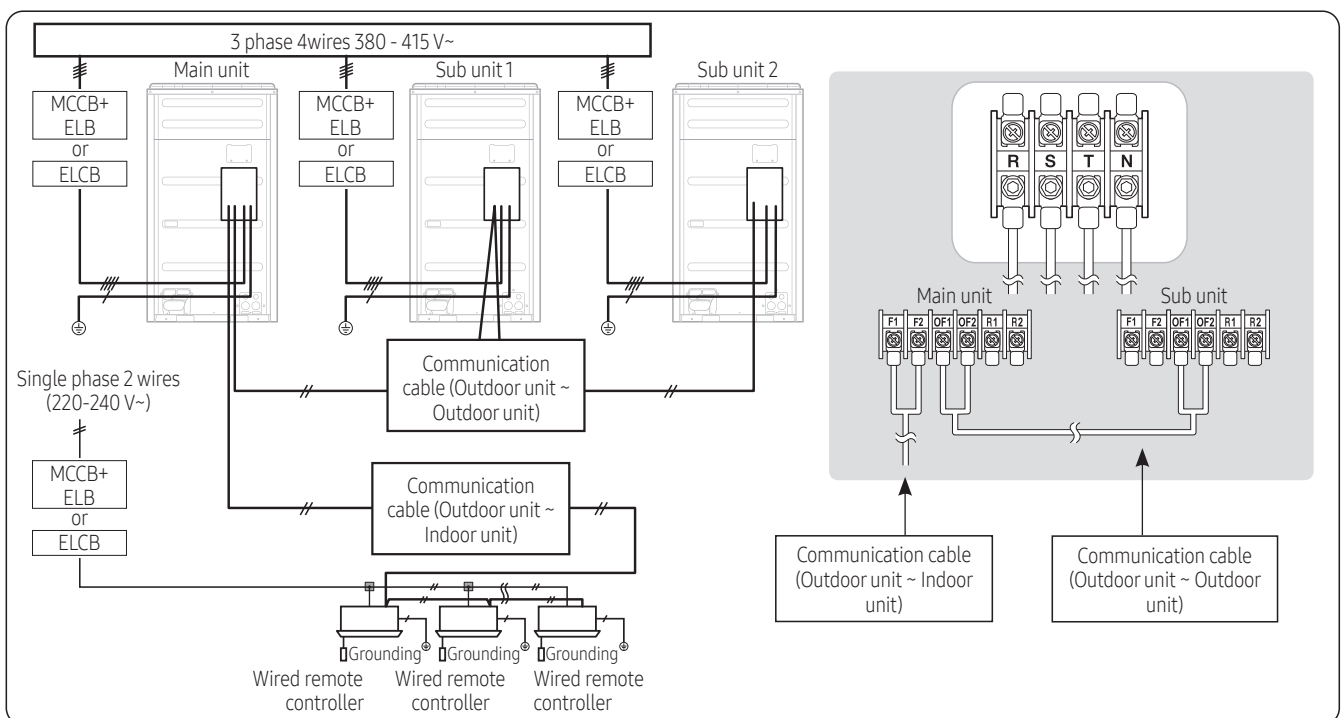 3 phase 4wires 380 - 415 V~
Main unit
Sub unit 1
Sub unit 2
MCCB+
ELB
or
ELCB
MCCB+
ELB
or
ELCB
MCCB+
ELB
or
ELCB
Communication
cable (Outdoor unit ~
Outdoor unit)
Single phase 2 wires
(220-240 V~)
MCCB+
ELB
or
ELCB
Communication
cable (Outdoor unit ~
Indoor unit)
Grounding
Grounding
Grounding
Wired remote
controller
Wired remote
controller
Wired remote
controller
R S T N
Main unit
F1 F2 OF1 OF2 R1 R2
Sub unit
F1 F2 OF1 OF2 R1 R2
Communication cable
(Outdoor unit ~ Indoor
unit)
Communication cable
(Outdoor unit ~ Outdoor
unit)